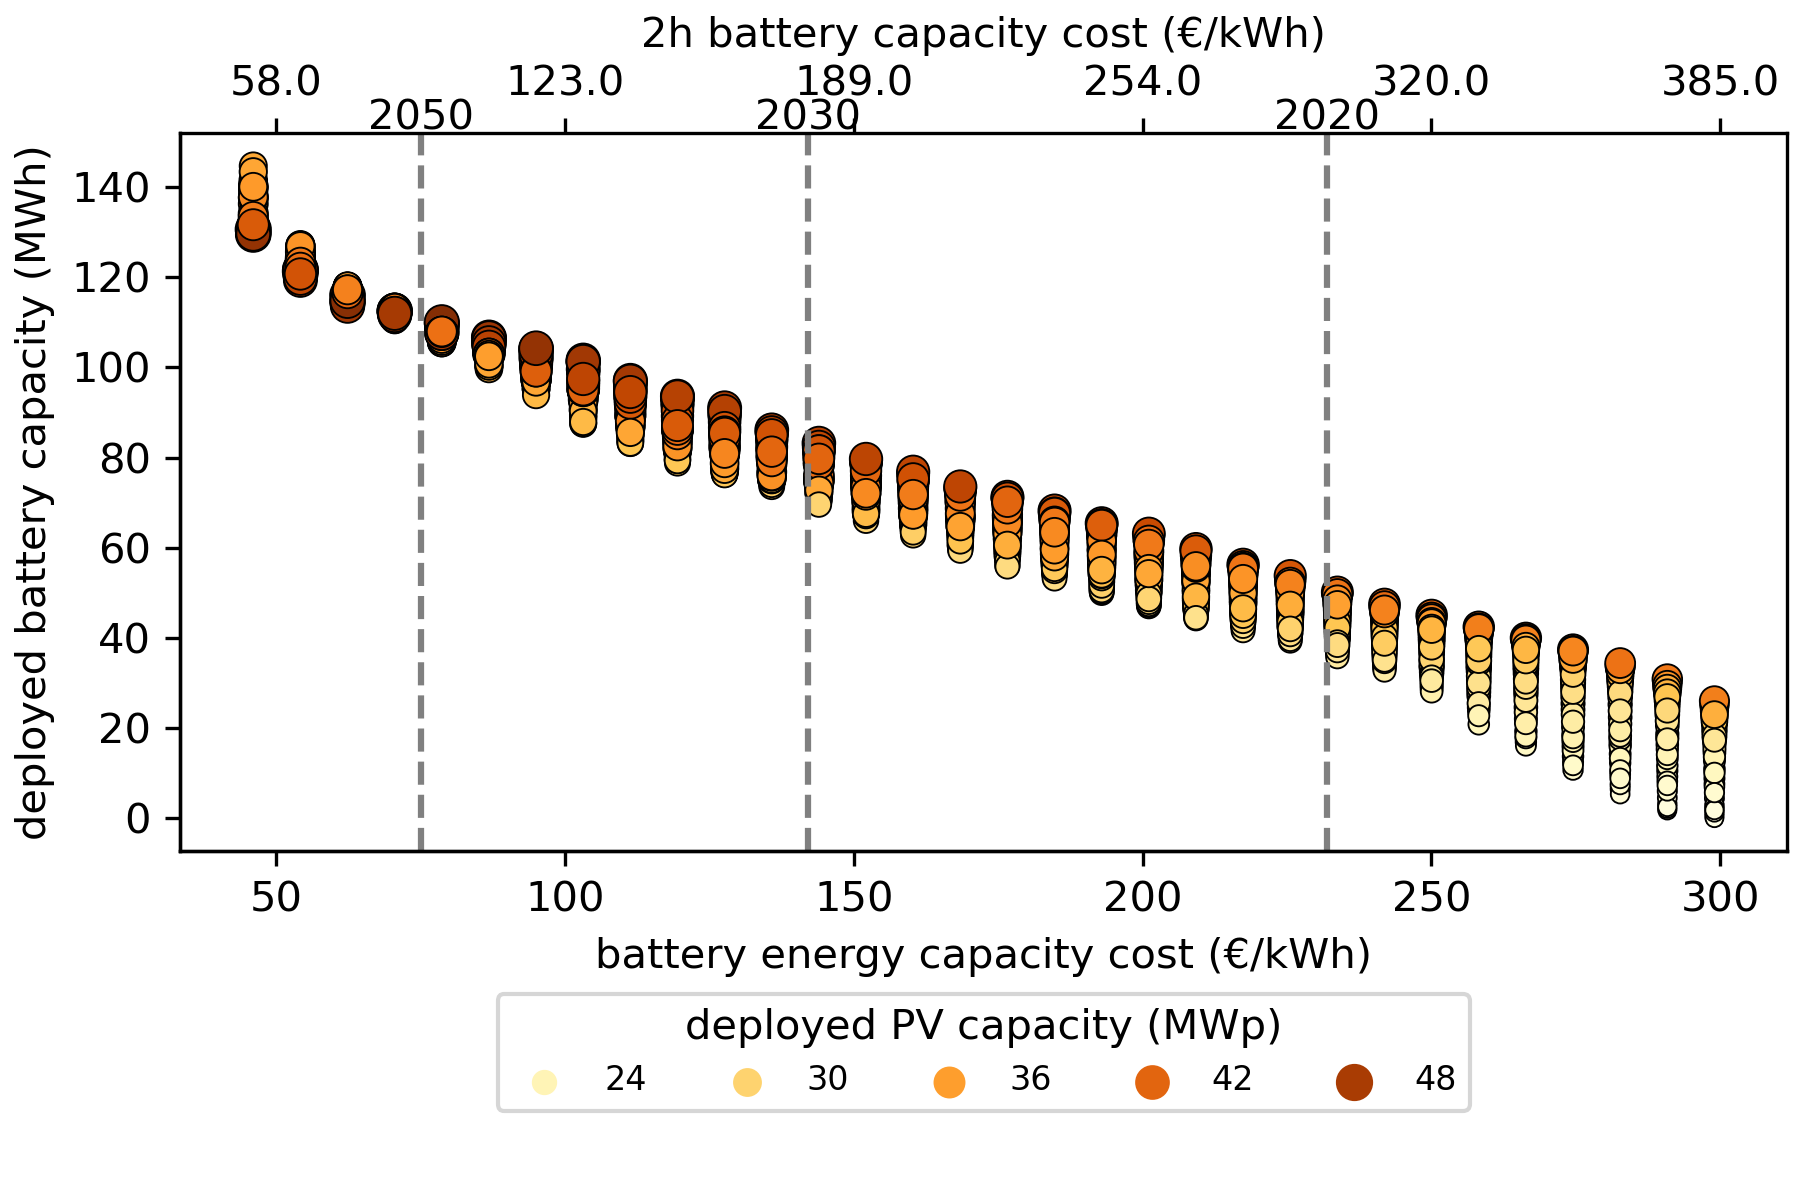 2h battery capacity cost (€/kWh)
58.0 123.0 189.0 254.0 320.0 385.0
2050 2030 2020
deployed battery capacity (MWh)
140
120
100
80
60
40
20
0
50 100 150 200 250 300
battery energy capacity cost (€/kWh)
deployed PV capacity (MWp)
24 30 36 42 48